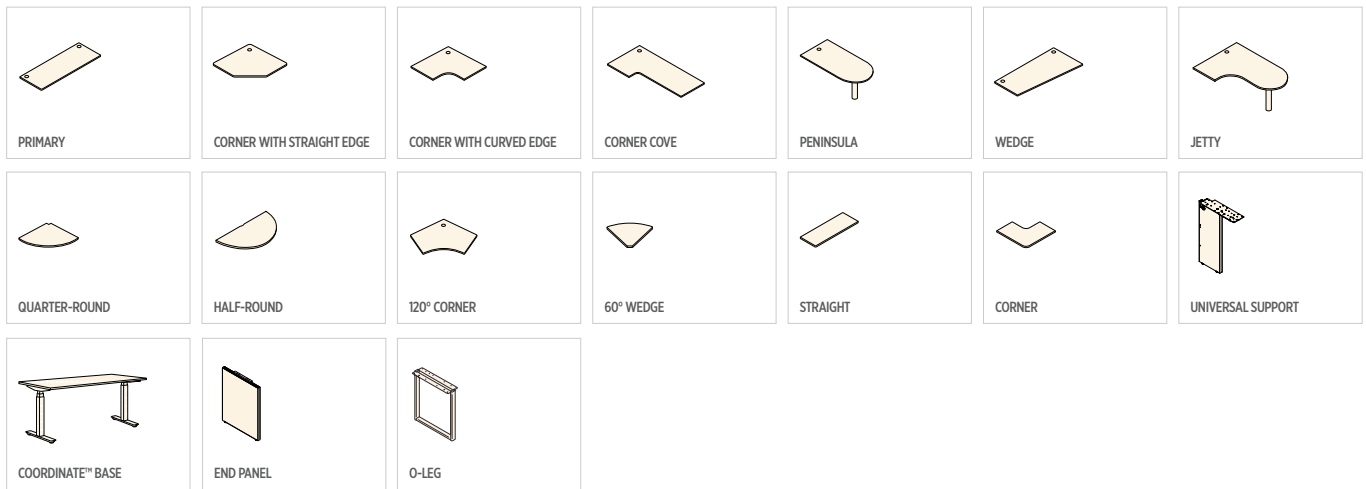 PRIMARY
CORNER WITH STRAIGHT EDGE
CORNER WITH CURVED EDGE
CORNER COVE
PENINSULA
WEDGE
JETTY
QUARTER-ROUND
HALF-ROUND
120° CORNER
60° WEDGE
STRAIGHT
CORNER
UNIVERSAL SUPPORT
COORDINATE™ BASE
END PANEL
O-LEG